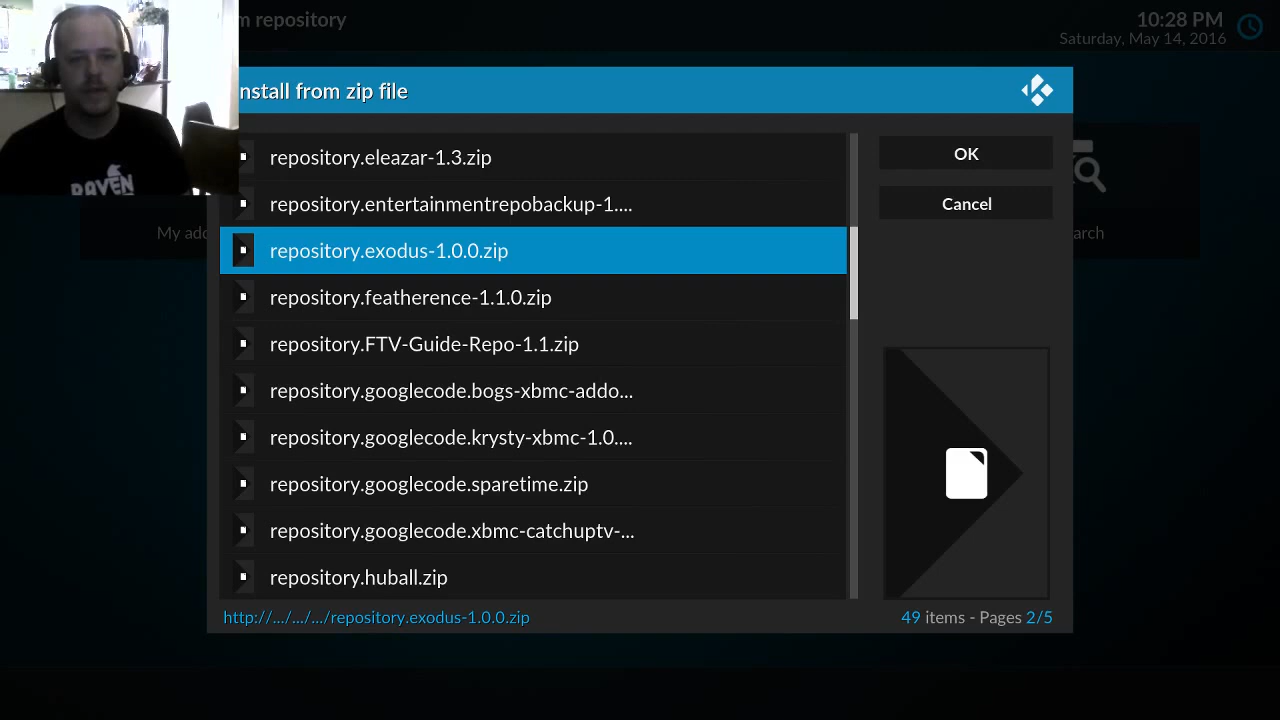 m repository
10:28 PM
Saturday, May 14, 2016
nstall from zip file
repository.eleazar-1.3.zip
OK
repository.entertainmentrepobackup-1....
Cancel
My add
arch
repository.exodus-1.0.0.zip
repository.featherence-1.1.0.zip
repository.FTV-Guide-Repo-1.1.zip
repository.googlecode.bogs-xbmc-addo...
repository.googlecode.krysty-xbmc-1.0....
repository.googlecode.sparetime.zip
repository.googlecode.xbmc-catchuptv-...
repository.huball.zip
http://.../.../.../repository.exodus-1.0.0.zip
49 items - Pages 2/5
RAVEN